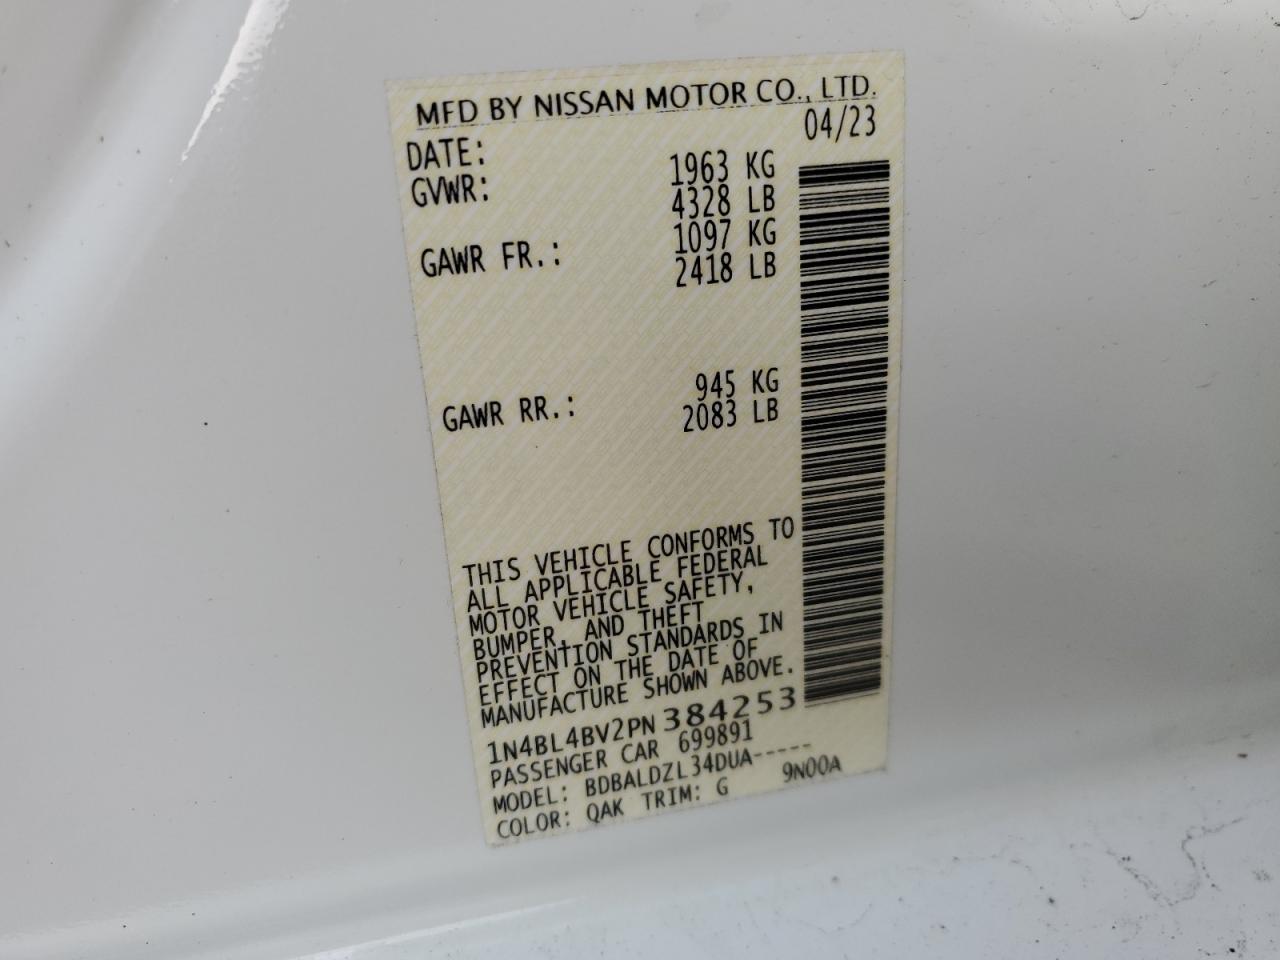 MFD BY NISSAN MOTOR CO., LTD.
DATE: 04/23
GVWR: 1963 KG
4328 LB
GAWR FR.: 1097 KG
2418 LB
GAWR RR.: 945 KG
2083 LB
THIS VEHICLE CONFORMS TO
ALL APPLICABLE FEDERAL
MOTOR VEHICLE SAFETY,
BUMPER, AND THEFT
PREVENTION STANDARDS IN
EFFECT ON THE DATE OF
MANUFACTURE SHOWN ABOVE.
1N4BL4BV2PN384253
PASSENGER CAR 699891
MODEL: BDBALDZL34DUA-----
COLOR: QAK TRIM: G 9N00A